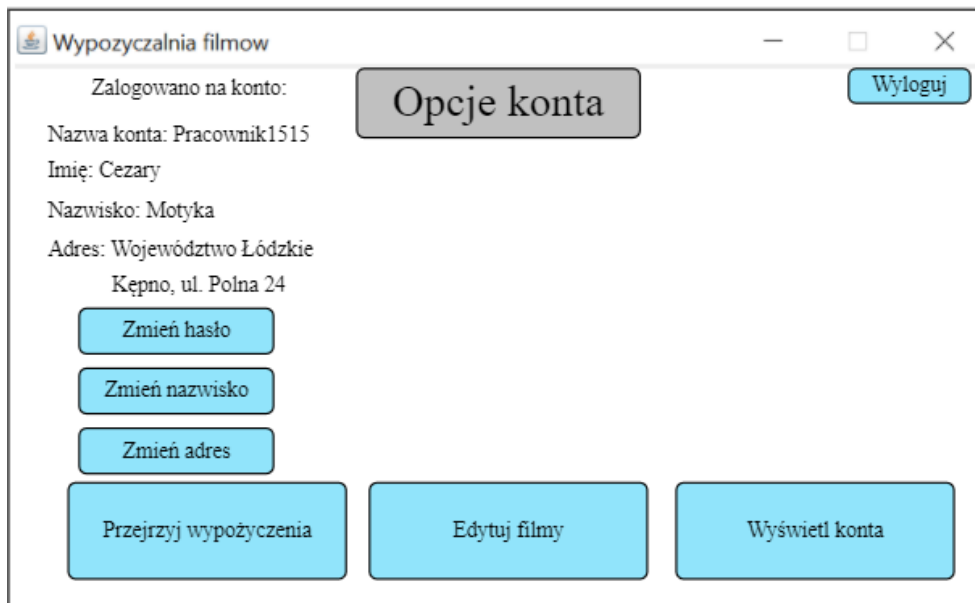 Wypozyczalnia filmow
Zalogowano na konto:
Opcje konta
Wyloguj
Nazwa konta: Pracownik1515
Imię: Cezary
Nazwisko: Motyka
Adres: Województwo Łódzkie
Kępno, ul. Polna 24
Zmień hasło
Zmień nazwisko
Zmień adres
Przejrzyj wypożyczenia
Edytuj filmy
Wyświetl konta